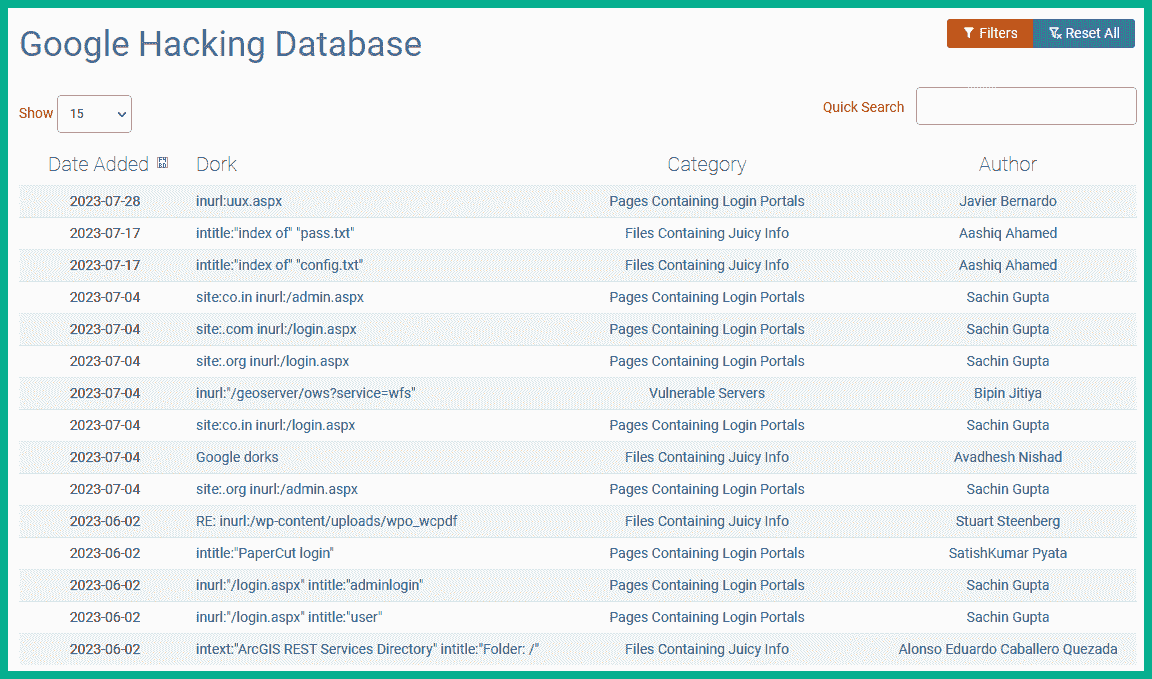 Google Hacking Database
Filters Reset All
Show 15 Quick Search
Date Added Dork Category Author
2023-07-28 inurl:uux.aspx Pages Containing Login Portals Javier Bernardo
2023-07-17 intitle:"index of" "pass.txt" Files Containing Juicy Info Aashiq Ahamed
2023-07-17 intitle:"index of" "config.txt" Files Containing Juicy Info Aashiq Ahamed
2023-07-04 site:co.in inurl:/admin.aspx Pages Containing Login Portals Sachin Gupta
2023-07-04 site:.com inurl:/login.aspx Pages Containing Login Portals Sachin Gupta
2023-07-04 site:.org inurl:/login.aspx Pages Containing Login Portals Sachin Gupta
2023-07-04 inurl:"/geoserver/ows?service=wfs" Vulnerable Servers Bipin Jitiya
2023-07-04 site:co.in inurl:/login.aspx Pages Containing Login Portals Sachin Gupta
2023-07-04 Google dorks Files Containing Juicy Info Avadhesh Nishad
2023-07-04 site:.org inurl:/admin.aspx Pages Containing Login Portals Sachin Gupta
2023-06-02 RE: inurl:/wp-content/uploads/wpo_wcpdf Files Containing Juicy Info Stuart Steenberg
2023-06-02 intitle:"PaperCut login" Pages Containing Login Portals SatishKumar Pyata
2023-06-02 inurl:"/login.aspx" intitle:"adminlogin" Pages Containing Login Portals Sachin Gupta
2023-06-02 inurl:"/login.aspx" intitle:"user" Pages Containing Login Portals Sachin Gupta
2023-06-02 intext:"ArcGIS REST Services Directory" intitle:"Folder: /" Files Containing Juicy Info Alonso Eduardo Caballero Quezada